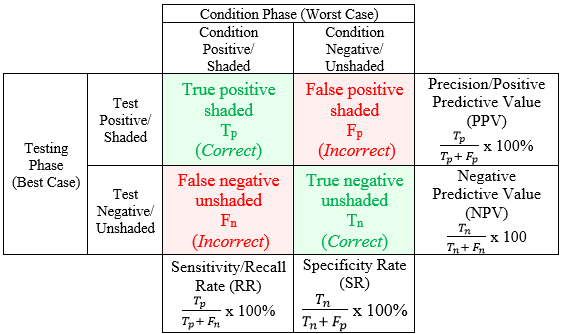 Condition Phase (Worst Case)
Condition
Positive/
Shaded
Condition
Negative/
Unshaded
Testing
Phase
(Best Case)
Test
Positive/
Shaded
True positive
shaded
Tp
(Correct)
False positive
shaded
Fp
(Incorrect)
Precision/Positive
Predictive Value
(PPV)
Tp
Tp + Fp
x 100%
Test
Negative/
Unshaded
False negative
unshaded
Fn
(Incorrect)
True negative
unshaded
Tn
(Correct)
Negative
Predictive Value
(NPV)
Tn
Tn + Fn
x 100
Sensitivity/Recall
Rate (RR)
Tp
Tp + Fn
x 100%
Specificity Rate
(SR)
Tn
Tn + Fp
x 100%